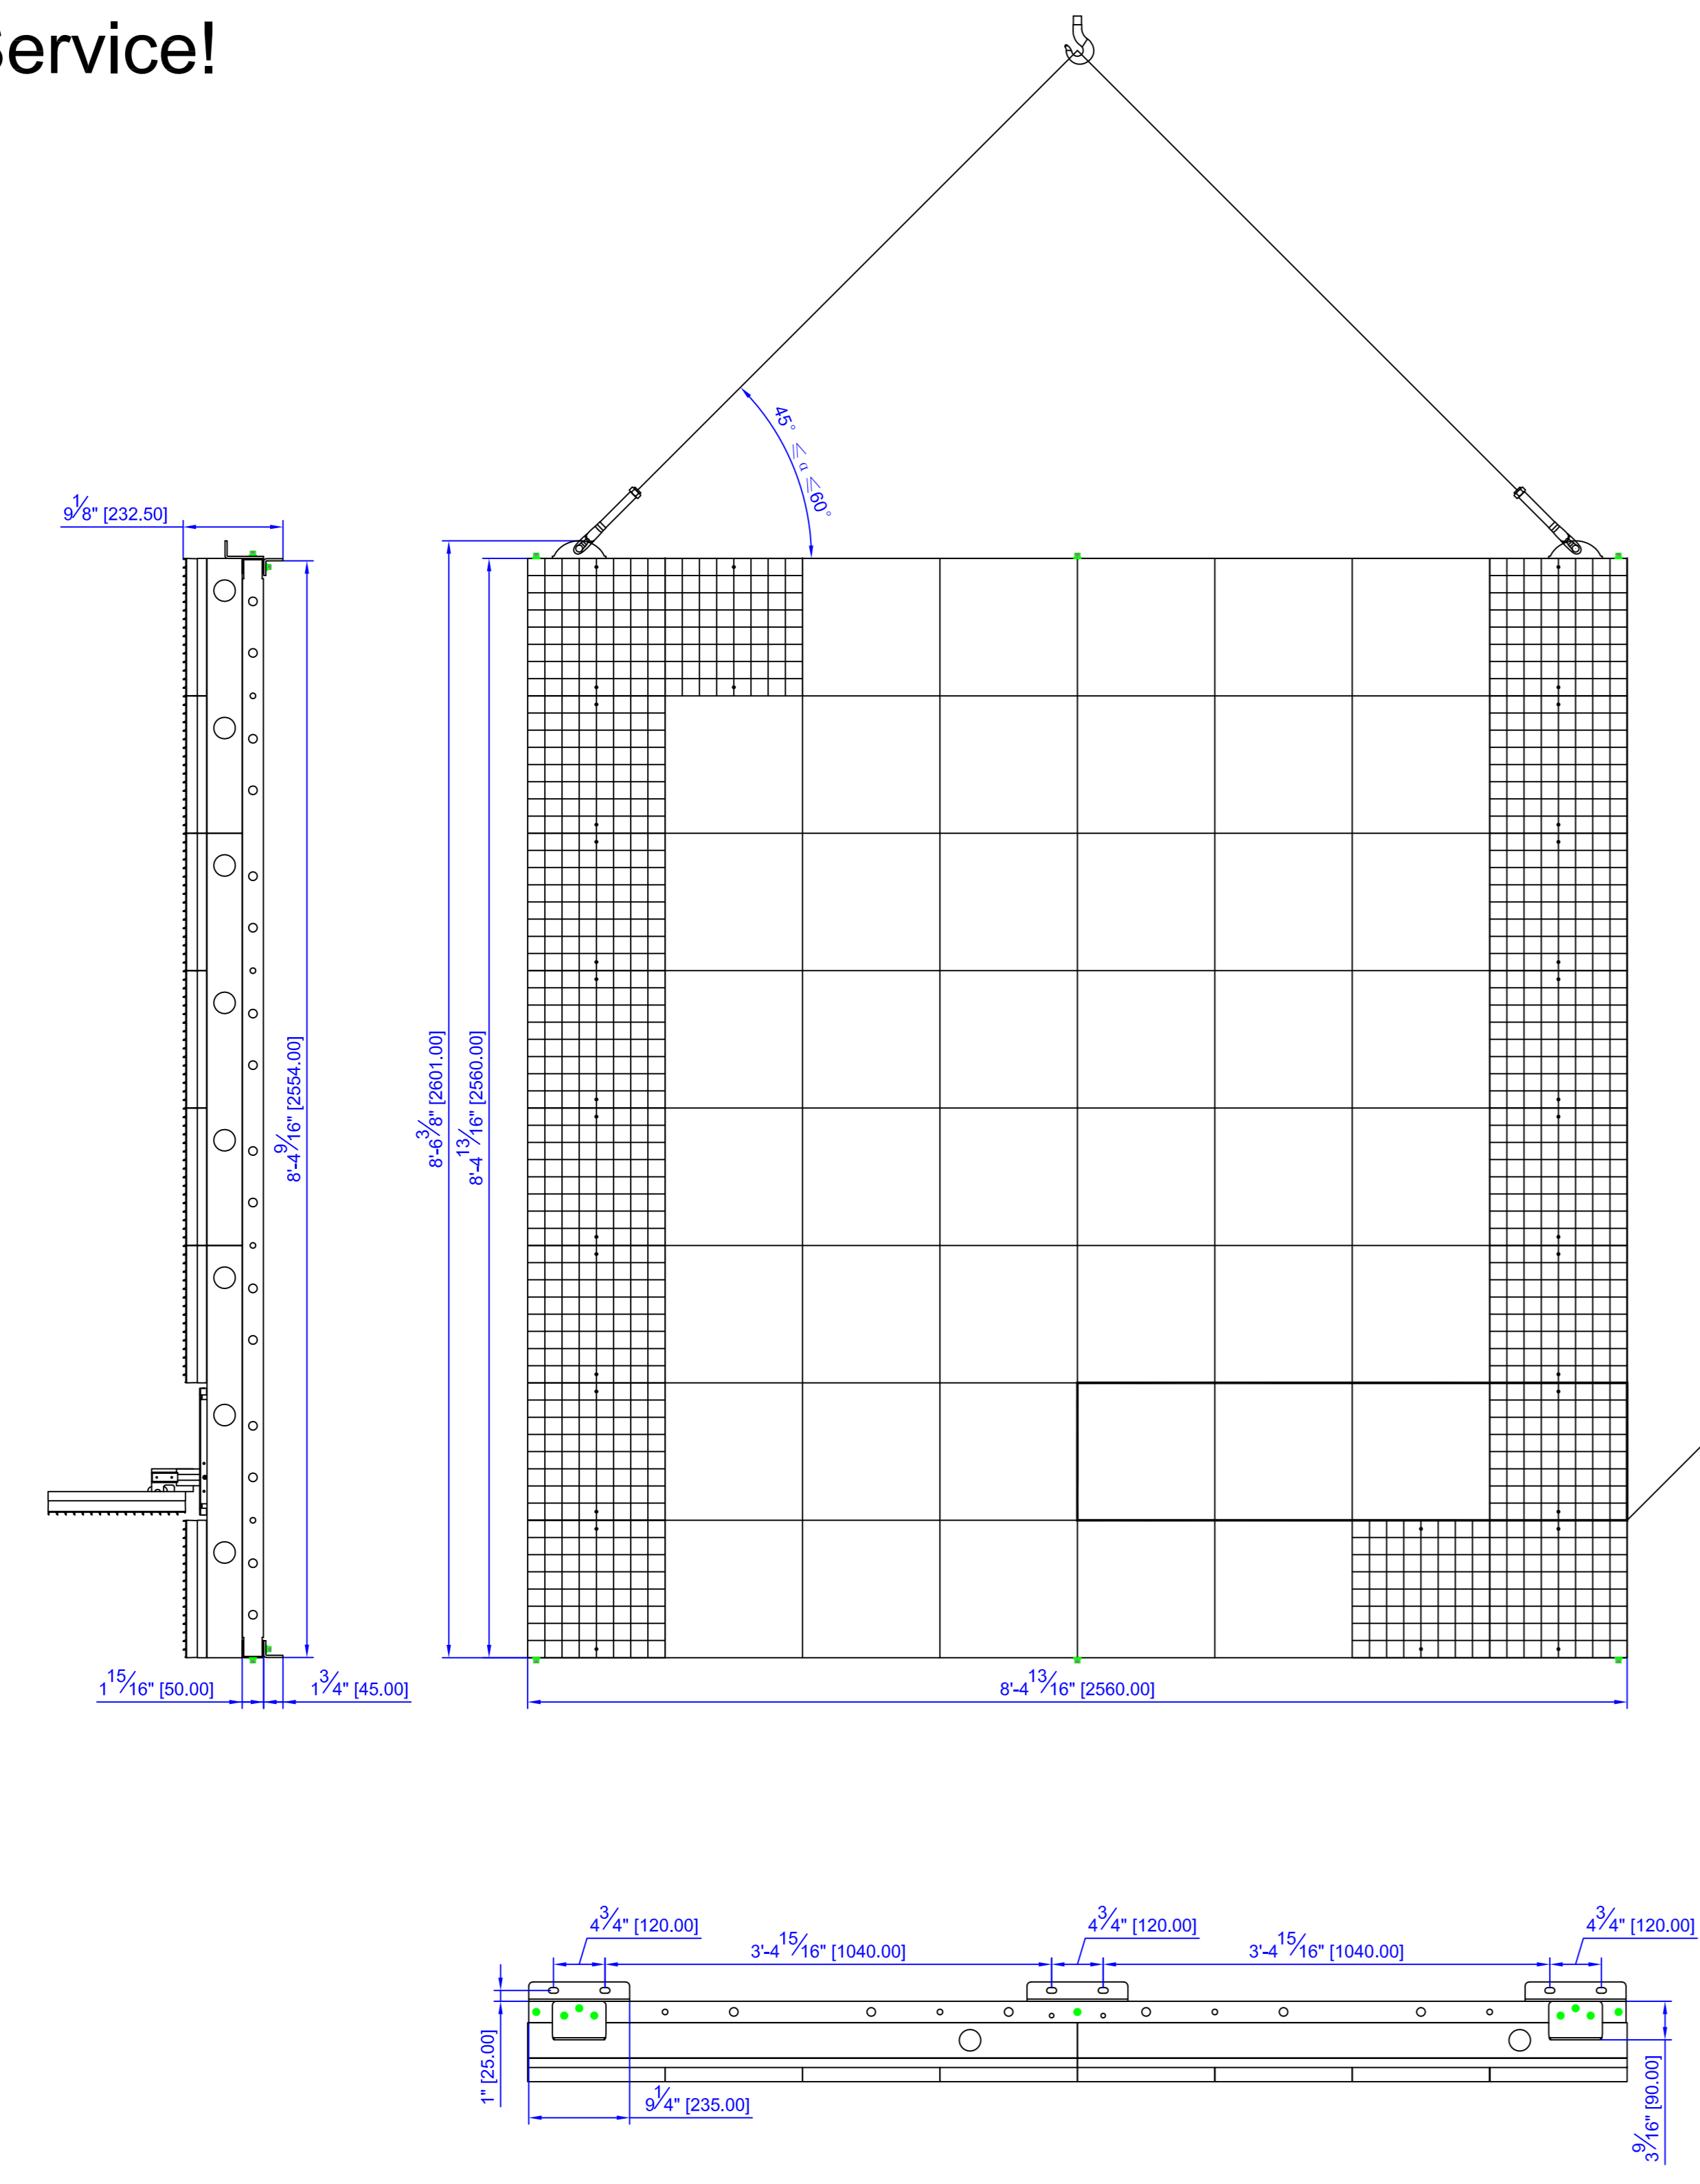 Service!
45° ≤ α ≤ 60°
9 1/8" [232.50]
8'-4 9/16" [2554.00]
8'-6 3/8" [2601.00]
8'-4 13/16" [2560.00]
1 15/16" [50.00]
1 3/4" [45.00]
8'-4 13/16" [2560.00]
4 3/4" [120.00]
3'-4 15/16" [1040.00]
4 3/4" [120.00]
3'-4 15/16" [1040.00]
4 3/4" [120.00]
1" [25.00]
9 1/4" [235.00]
3 9/16" [90.00]